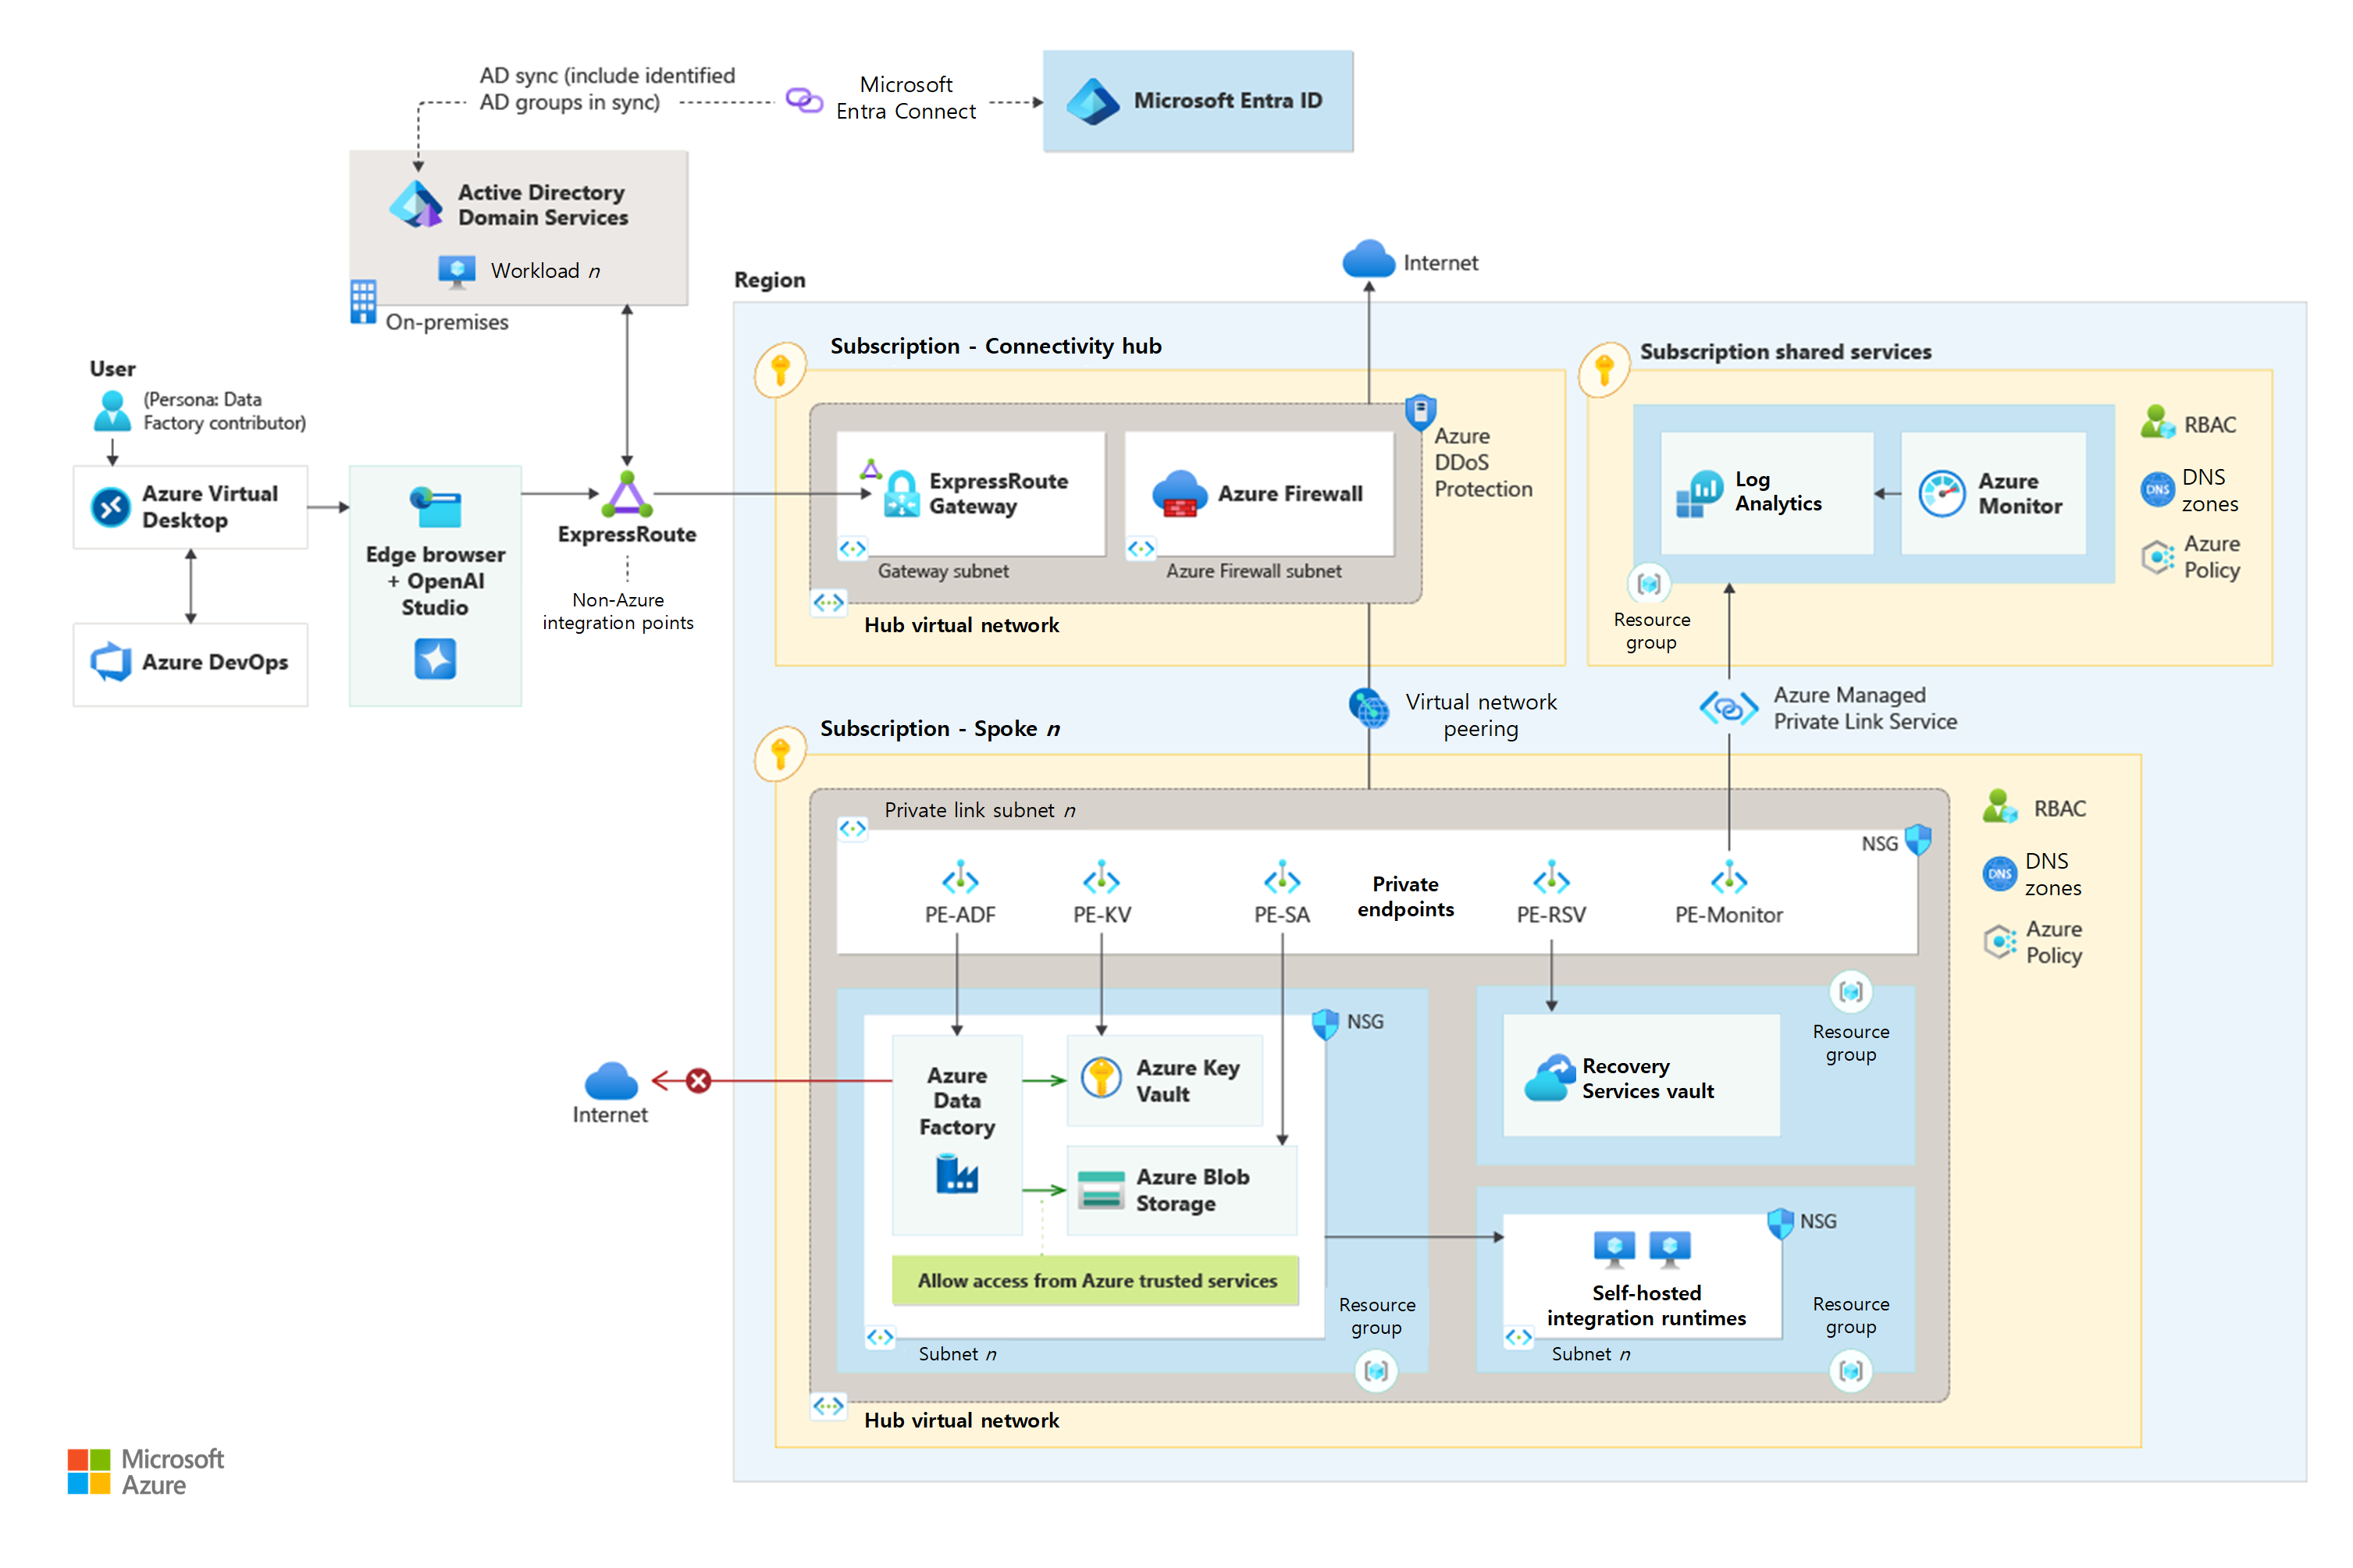 AD sync (include identified
AD groups in sync)
Microsoft
Entra Connect
Microsoft Entra ID
Active Directory
Domain Services
Workload n
On-premises
Internet
Region
User
(Persona: Data
Factory contributor)
Azure Virtual
Desktop
Azure DevOps
Edge browser
+ OpenAI
Studio
ExpressRoute
Non-Azure
integration points
Subscription - Connectivity hub
ExpressRoute
Gateway
Gateway subnet
Azure Firewall
Azure Firewall subnet
Azure
DDoS
Protection
Hub virtual network
Subscription shared services
Log
Analytics
Azure
Monitor
RBAC
DNS
DNS
zones
Azure
Policy
Resource
group
Virtual network
peering
Azure Managed
Private Link Service
Subscription - Spoke n
Private link subnet n
NSG
PE-ADF
PE-KV
PE-SA
Private
endpoints
PE-RSV
PE-Monitor
RBAC
DNS
DNS
zones
Azure
Policy
NSG
Azure
Data
Factory
Azure Key
Vault
Azure Blob
Storage
Allow access from Azure trusted services
Subnet n
Resource
group
Internet
Recovery
Services vault
Resource
group
NSG
Self-hosted
integration runtimes
Subnet n
Resource
group
Hub virtual network
Microsoft
Azure